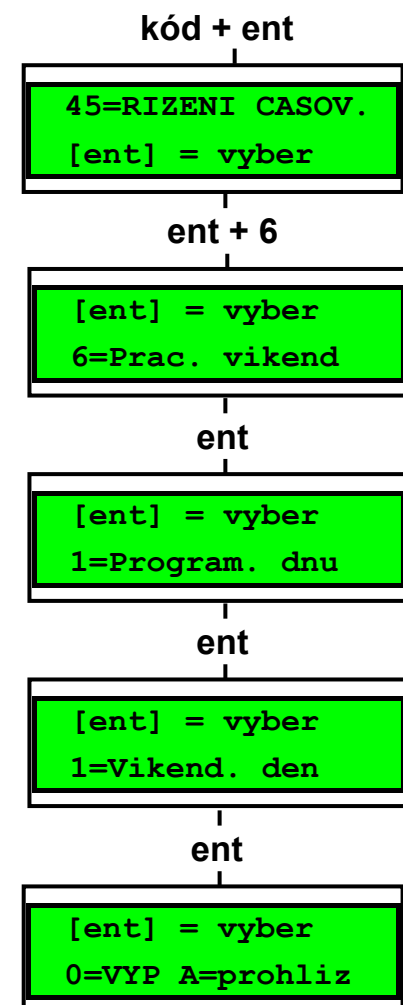 kód + ent
45=RIZENI CASOV.
[ent] = vyber
ent + 6
[ent] = vyber
6=Prac. vikend
ent
[ent] = vyber
1=Program. dnu
ent
[ent] = vyber
1=Vikend. den
ent
[ent] = vyber
0=VYP A=prohliz